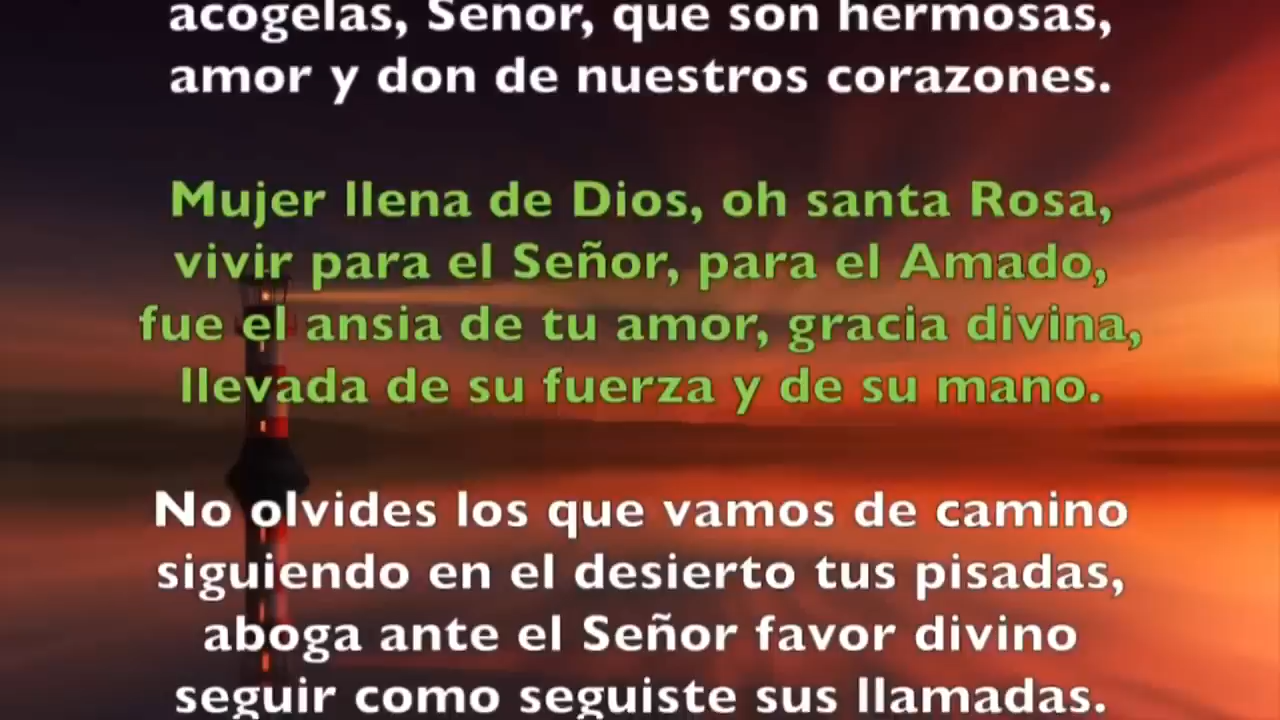 acógelas, Señor, que son hermosas,
amor y don de nuestros corazones.
Mujer llena de Dios, oh santa Rosa,
vivir para el Señor, para el Amado,
fue el ansia de tu amor, gracia divina,
llevada de su fuerza y de su mano.
No olvides los que vamos de camino
siguiendo en el desierto tus pisadas,
aboga ante el Señor favor divino
seguir como seguiste sus llamadas.